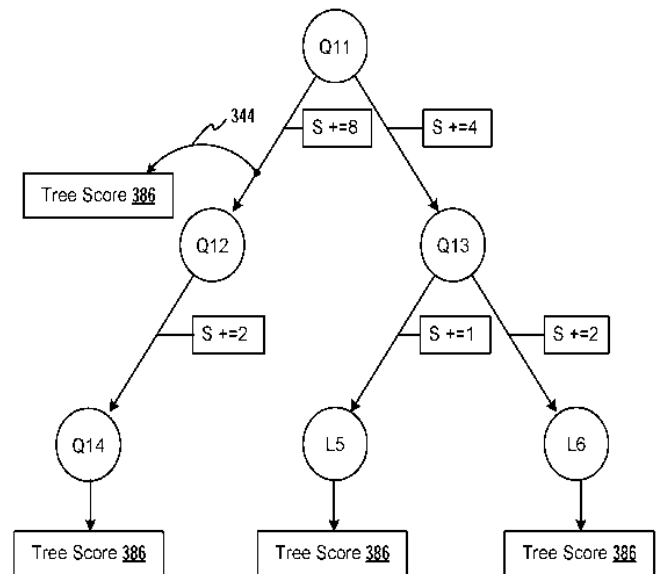 Q11
344
S +=8
S +=4
Tree Score 386
Q12
Q13
S +=2
S +=1
S +=2
Q14
L5
L6
Tree Score 386
Tree Score 386
Tree Score 386